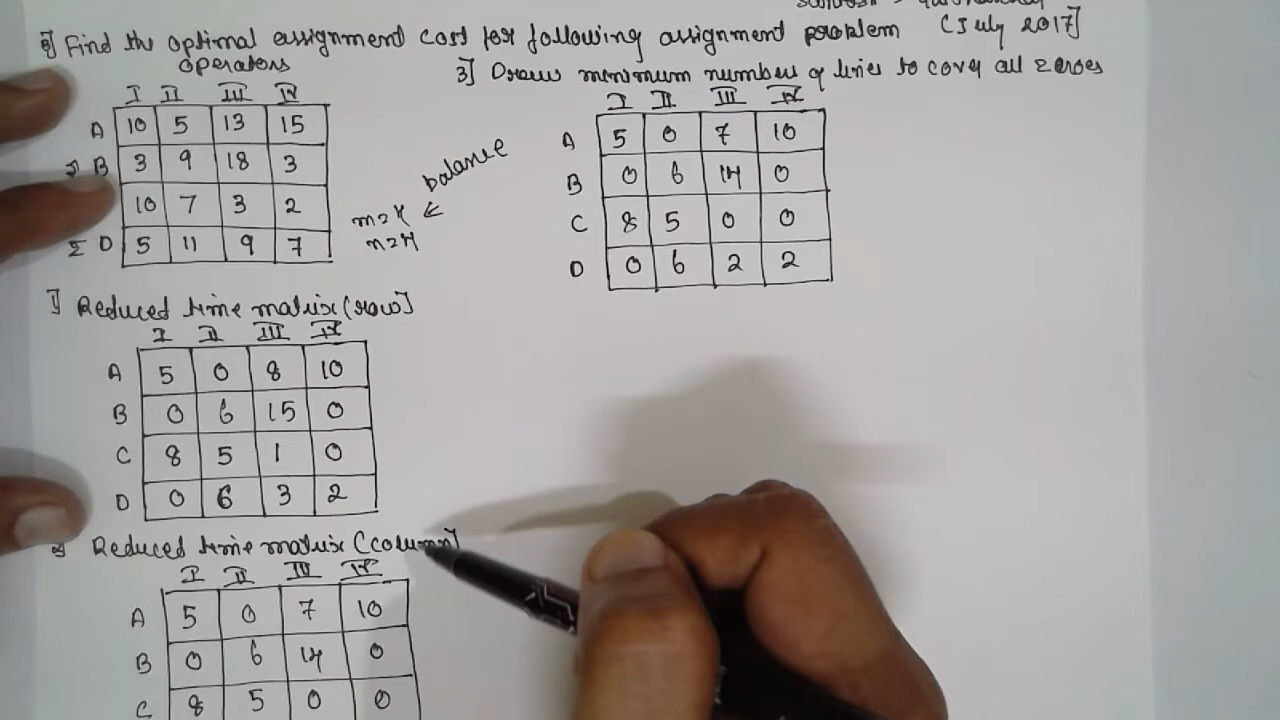 Find the optimal assignment cost for following assignment problem (July 2017]
operators
I II III IV
A 10 5 13 15
B 3 9 18 3
10 7 3 2
D 5 11 9 7
balance
m=4
n=4
1] Reduced time matrix (row]
I II III IV
A 5 0 8 10
B 0 6 15 0
C 8 5 1 0
D 0 6 3 2
2] Reduced time matrix (column]
I II III IV
A 5 0 7 10
B 0 6 14 0
C 8 5 0 0
3] Draw minimum number of lines to cover all zeroes
I II III IV
A 5 0 7 10
B 0 6 14 0
C 8 5 0 0
D 0 6 2 2